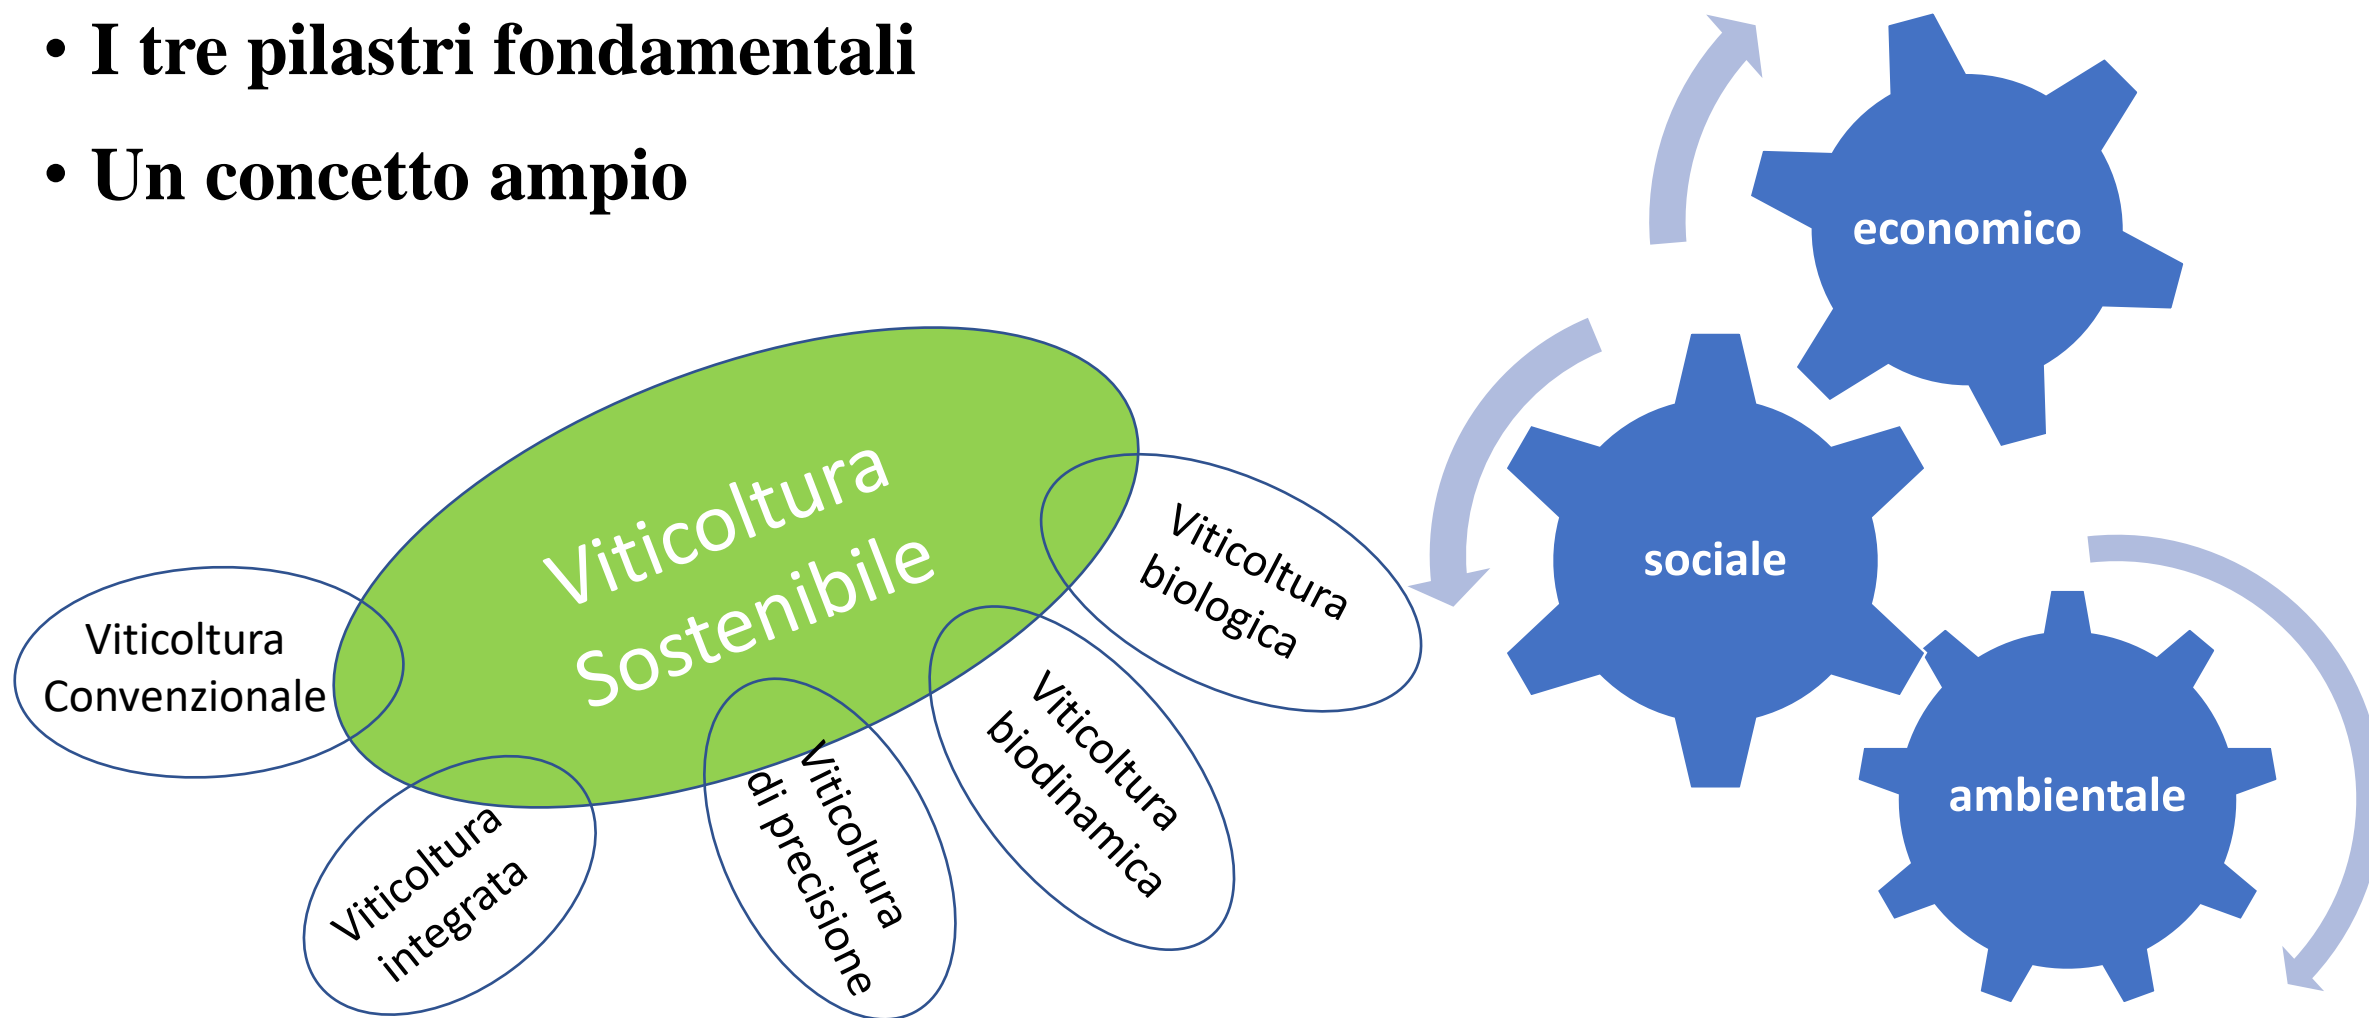 • I tre pilastri fondamentali
• Un concetto ampio
Viticoltura
Sostenibile
Viticoltura
Convenzionale
Viticoltura
integrata
Viticoltura
di precisione
Viticoltura
biodinamica
Viticoltura
biologica
economico
sociale
ambientale